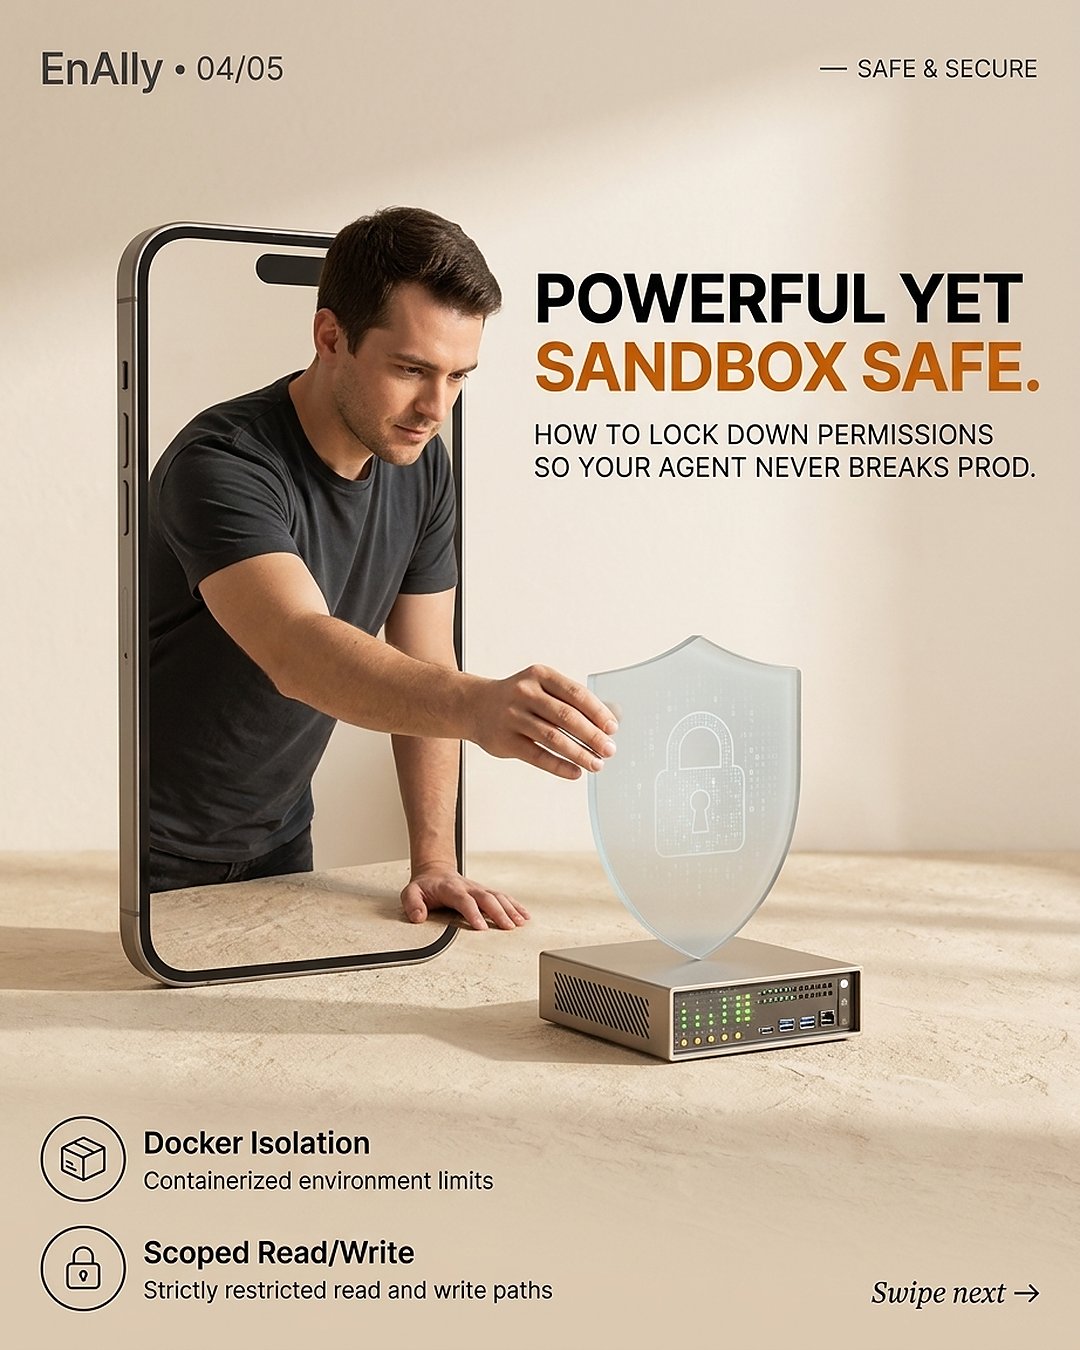 EnAlly • 04/05
— SAFE & SECURE
POWERFUL YET
SANDBOX SAFE.
HOW TO LOCK DOWN PERMISSIONS
SO YOUR AGENT NEVER BREAKS PROD.
Docker Isolation
Containerized environment limits
Scoped Read/Write
Strictly restricted read and write paths
Swipe next →